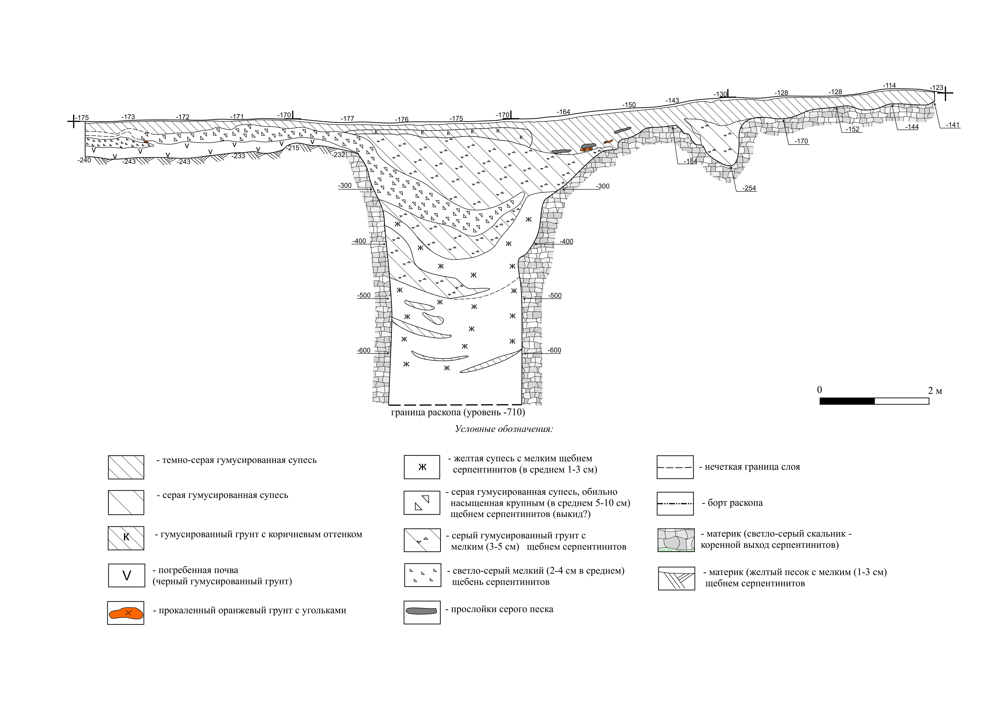 -114
-123
-128
-128
-130
-143
-150
-164
-170
-175
-176
-177
-170
-171
-172
-173
-175
-141
-144
-152
-170
-184
-254
-240
-243
-243
-233
-215
-232
к к к к к к
V V V V V V V V V
-300
-300
ж ж
-400
-400
ж ж
ж ж
ж
ж ж
-500
-500
ж ж
ж ж
ж
ж ж
ж
-600
-600
ж ж
граница раскопа (уровень -710)
0 2 м
Условные обозначения:
- темно-серая гумусированная супесь
- серая гумусированная супесь
к
- гумусированный грунт с коричневым оттенком
V
- погребенная почва
(черный гумусированный грунт)
- прокаленный оранжевый грунт с угольками
ж
- желтая супесь с мелким щебнем
серпентинитов (в среднем 1-3 см)
- серая гумусированная супесь, обильно
насыщенная крупным (в среднем 5-10 см)
щебнем серпентинитов (выкид?)
- серый гумусированный грунт с
мелким (3-5 см) щебнем серпентинитов
- светло-серый мелкий (2-4 см в среднем)
щебень серпентинитов
- прослойки серого песка
- нечеткая граница слоя
- борт раскопа
- материк (светло-серый скальник -
коренной выход серпентинитов)
- материк (желтый песок с мелким (1-3 см)
щебнем серпентинитов